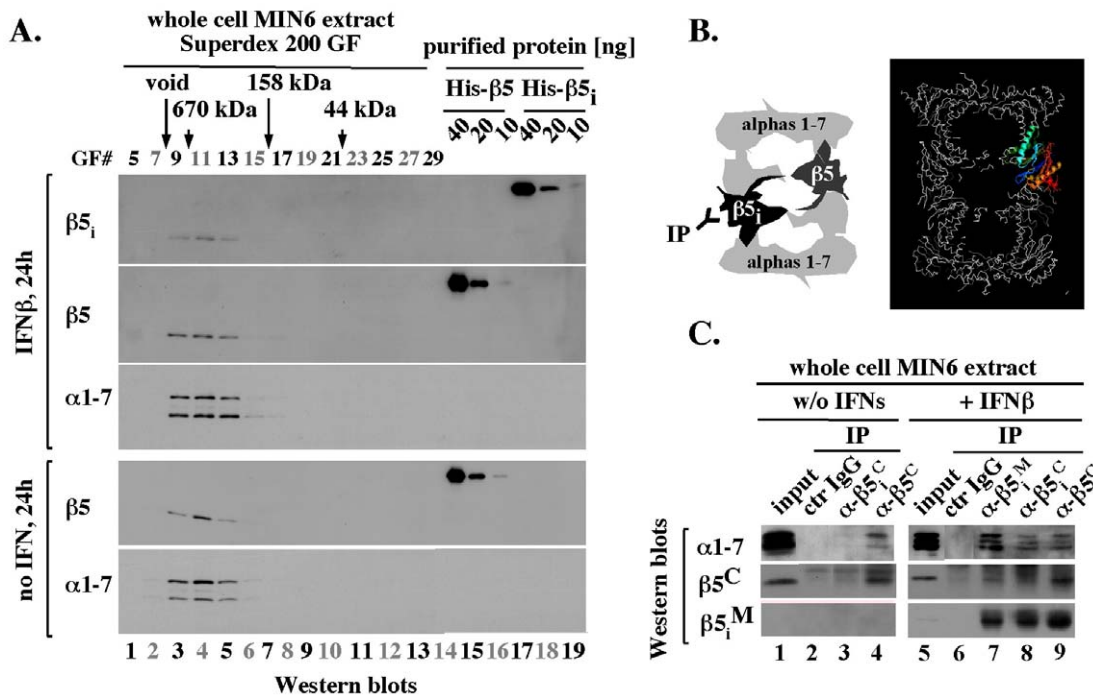 A.
whole cell MIN6 extract
Superdex 200 GF
purified protein [ng]
void
158 kDa
His-β5 His-β5i
670 kDa
44 kDa
40 20 10 40 20 10
GF# 5 7 9 11 13 15 17 19 21 23 25 27 29
IFNβ, 24h
β5i
β5
α1-7
no IFN, 24h
β5
α1-7
1 2 3 4 5 6 7 8 9 10 11 12 13 14 15 16 17 18 19
Western blots
B.
alphas 1-7
β5
β5i
IP
alphas 1-7
C.
whole cell MIN6 extract
w/o IFNs
+ IFNβ
IP
IP
input ctr IgG α-β5iC α-β5C
input ctr IgG α-β5iM α-β5iC α-β5C
Western blots
α1-7
β5C
β5iM
1 2 3 4 5 6 7 8 9